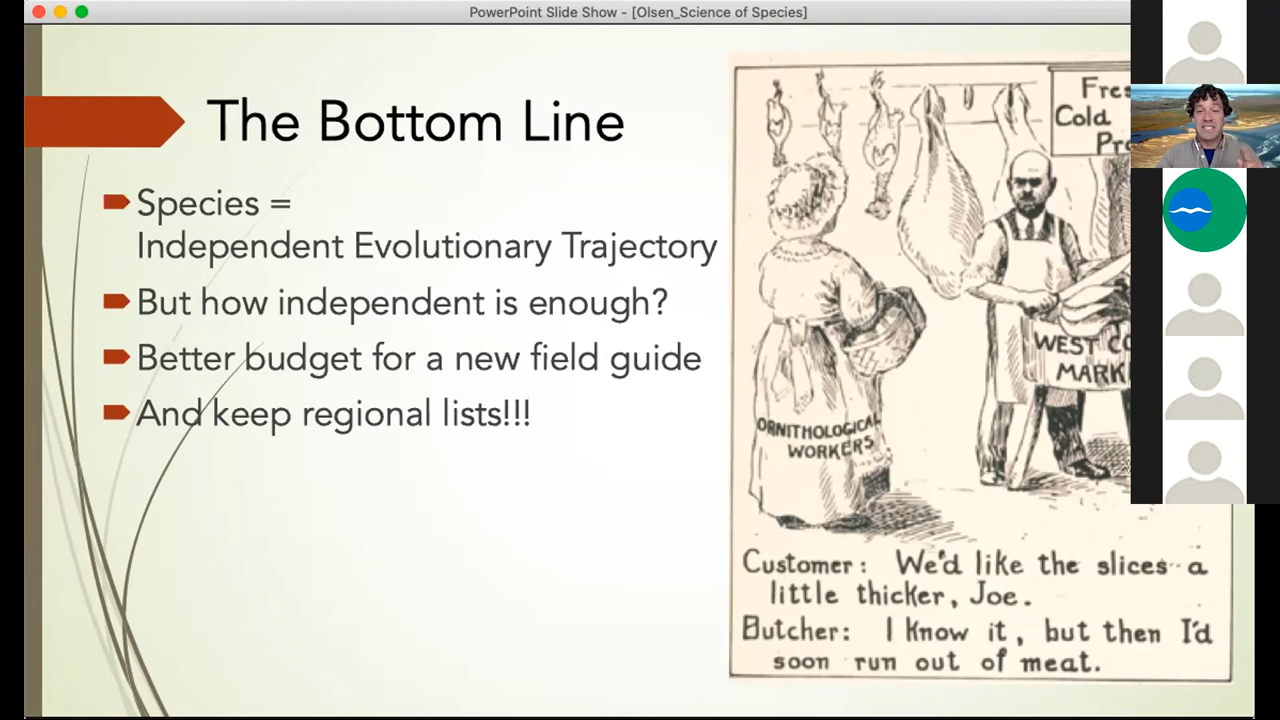 PowerPoint Slide Show - [Olsen_Science of Species]
The Bottom Line
Species =
Independent Evolutionary Trajectory
But how independent is enough?
Better budget for a new field guide
And keep regional lists!!!
Cold
ORNITHOLOGICAL
WORKERS
WEST
Customer: We'd like the slices a
little thicker, Joe.
Butcher: I know it, but then I'd
soon run out of meat.